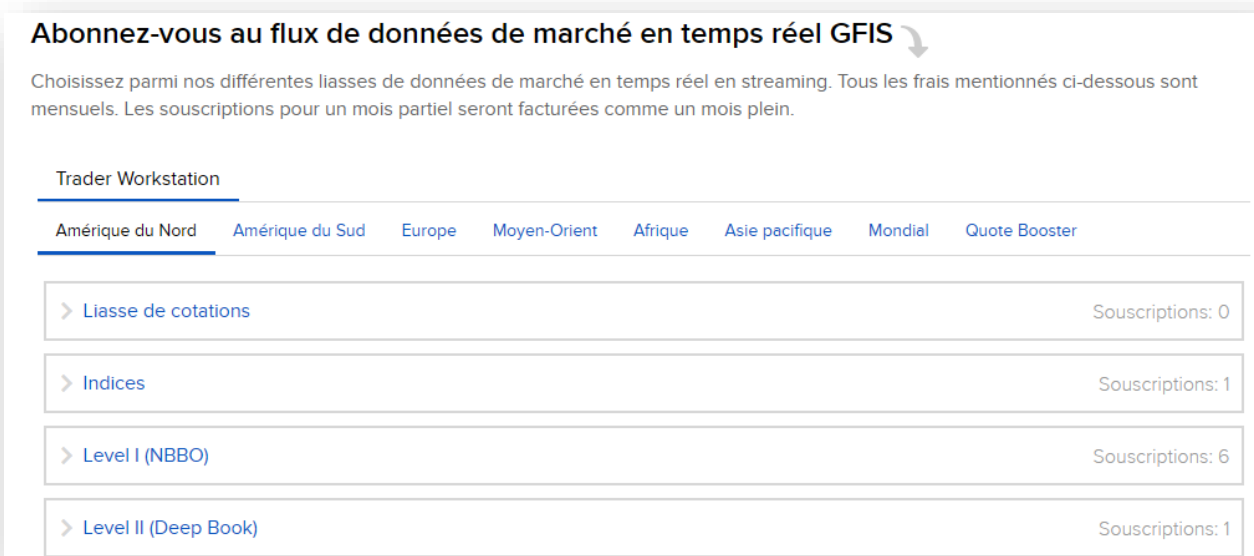 Abonnez-vous au flux de données de marché en temps réel GFIS
Choisissez parmi nos différentes liasses de données de marché en temps réel en streaming. Tous les frais mentionnés ci-dessous sont
mensuels. Les souscriptions pour un mois partiel seront facturées comme un mois plein.
Trader Workstation
Amérique du Nord Amérique du Sud Europe Moyen-Orient Afrique Asie pacifique Mondial Quote Booster
Liasse de cotations Souscriptions: 0
Indices Souscriptions: 1
Level I (NBBO) Souscriptions: 6
Level II (Deep Book) Souscriptions: 1